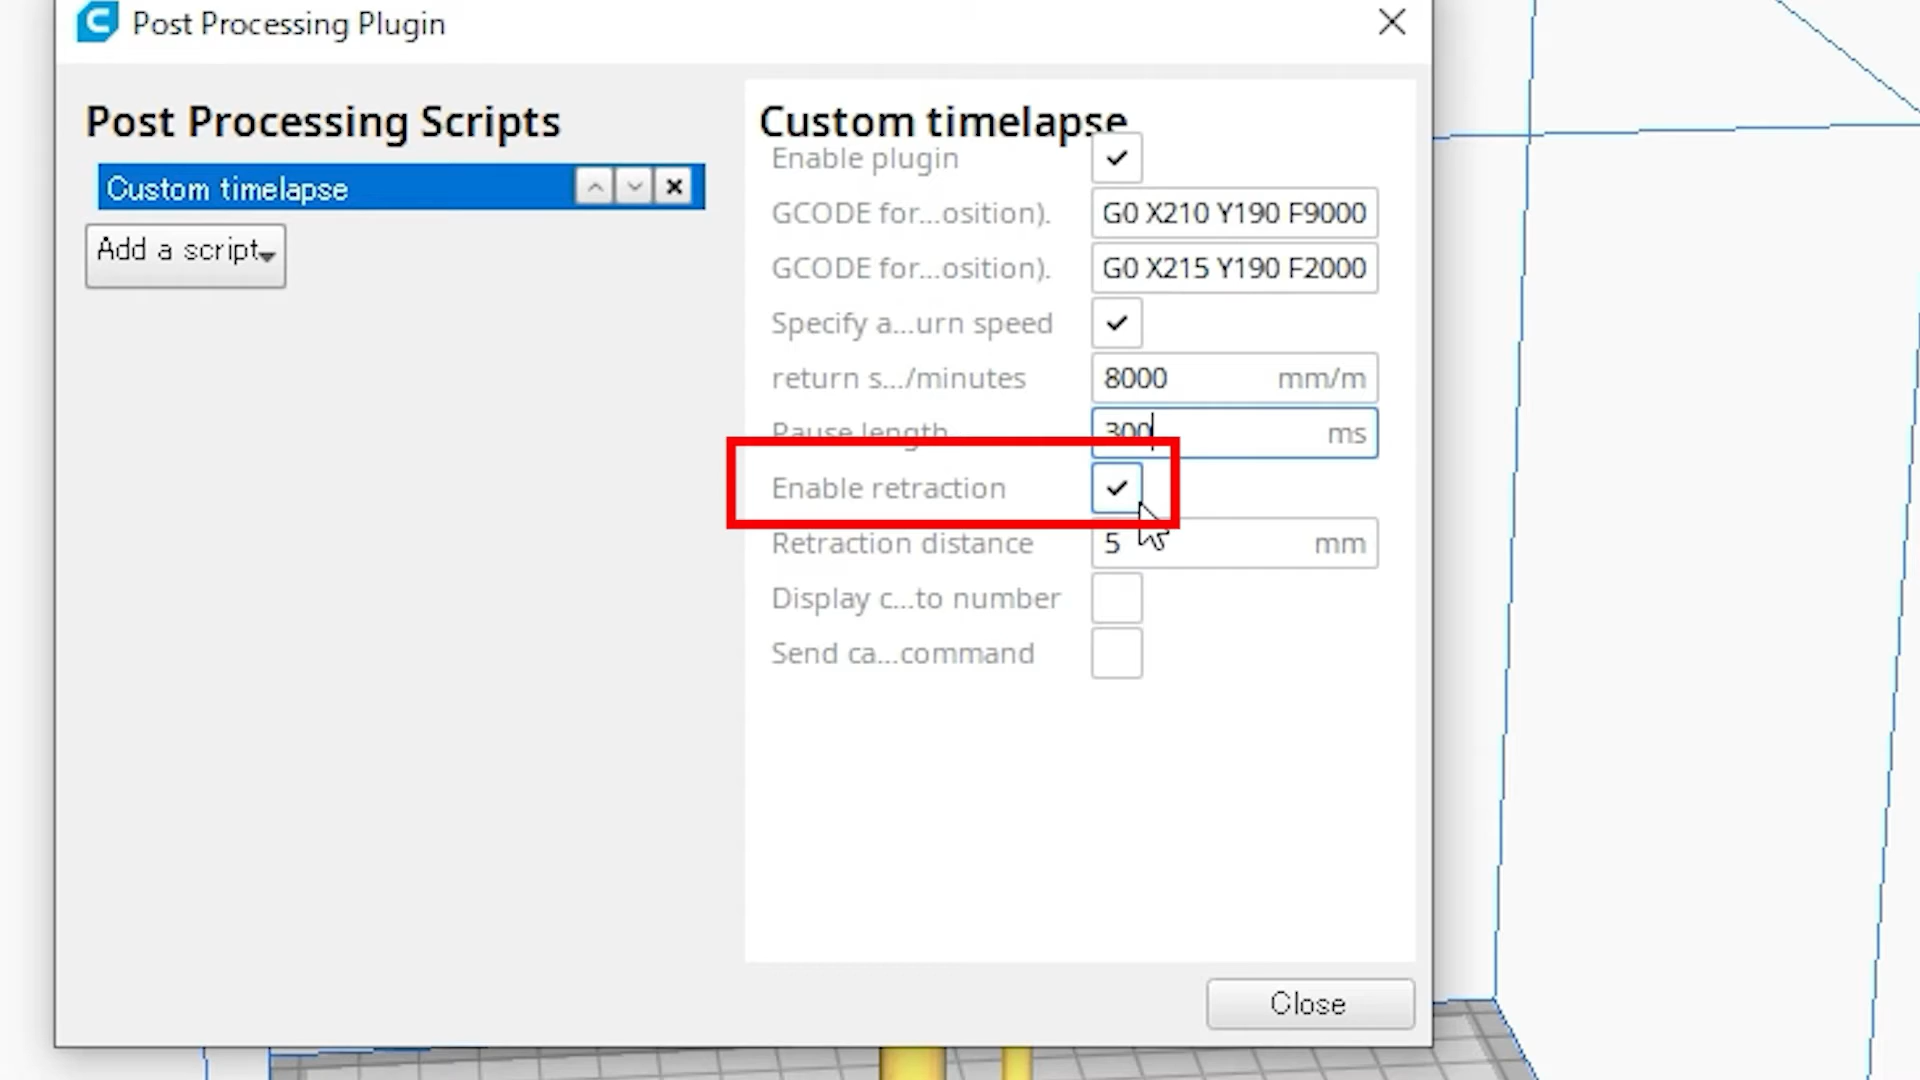 Post Processing Plugin
Post Processing Scripts
Custom timelapse
Add a script
Custom timelapse
Enable plugin
GCODE for...osition). G0 X210 Y190 F9000
GCODE for...osition). G0 X215 Y190 F2000
Specify a...urn speed
return s.../minutes 8000 mm/m
Pause length 300 ms
Enable retraction
Retraction distance 5 mm
Display c...to number
Send ca...command
Close